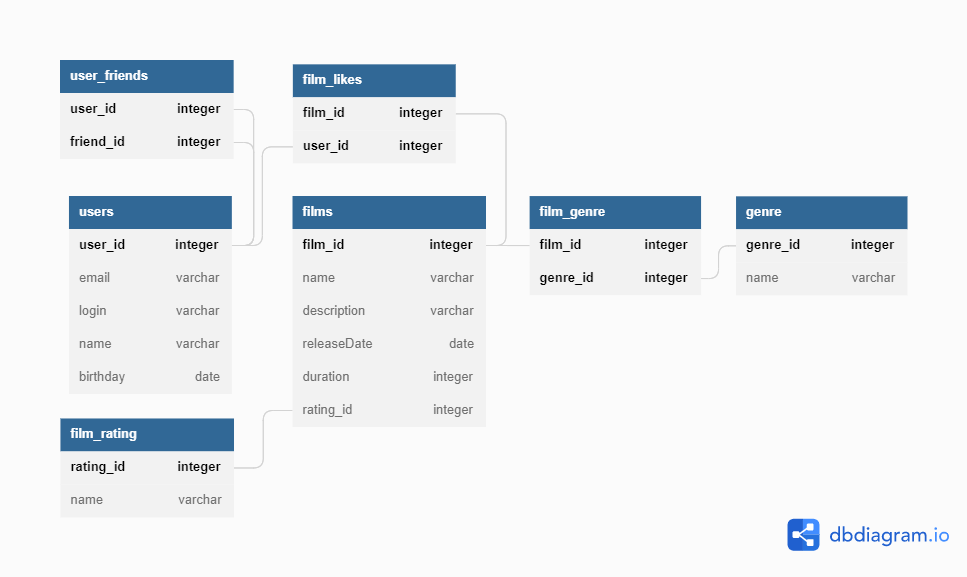 user_friends
user_id integer
friend_id integer
film_likes
film_id integer
user_id integer
users
user_id integer
email varchar
login varchar
name varchar
birthday date
films
film_id integer
name varchar
description varchar
releaseDate date
duration integer
rating_id integer
film_genre
film_id integer
genre_id integer
genre
genre_id integer
name varchar
film_rating
rating_id integer
name varchar
dbdiagram.io